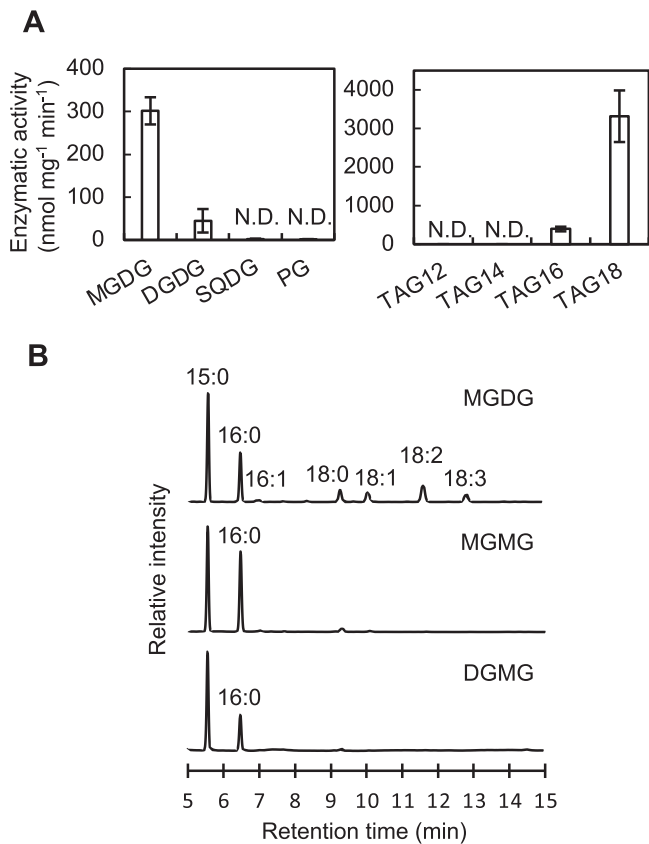 A
Enzymatic activity
(nmol mg⁻¹ min⁻¹)
400
300
200
100
0
N.D. N.D.
MGDG DGDG SQDG PG
4000
3000
2000
1000
0
N.D. N.D.
TAG12 TAG14 TAG16 TAG18
B
Relative intensity
15:0
MGDG
16:0
16:1
18:0 18:1 18:2 18:3
MGMG
16:0
DGMG
16:0
5 6 7 8 9 10 11 12 13 14 15
Retention time (min)